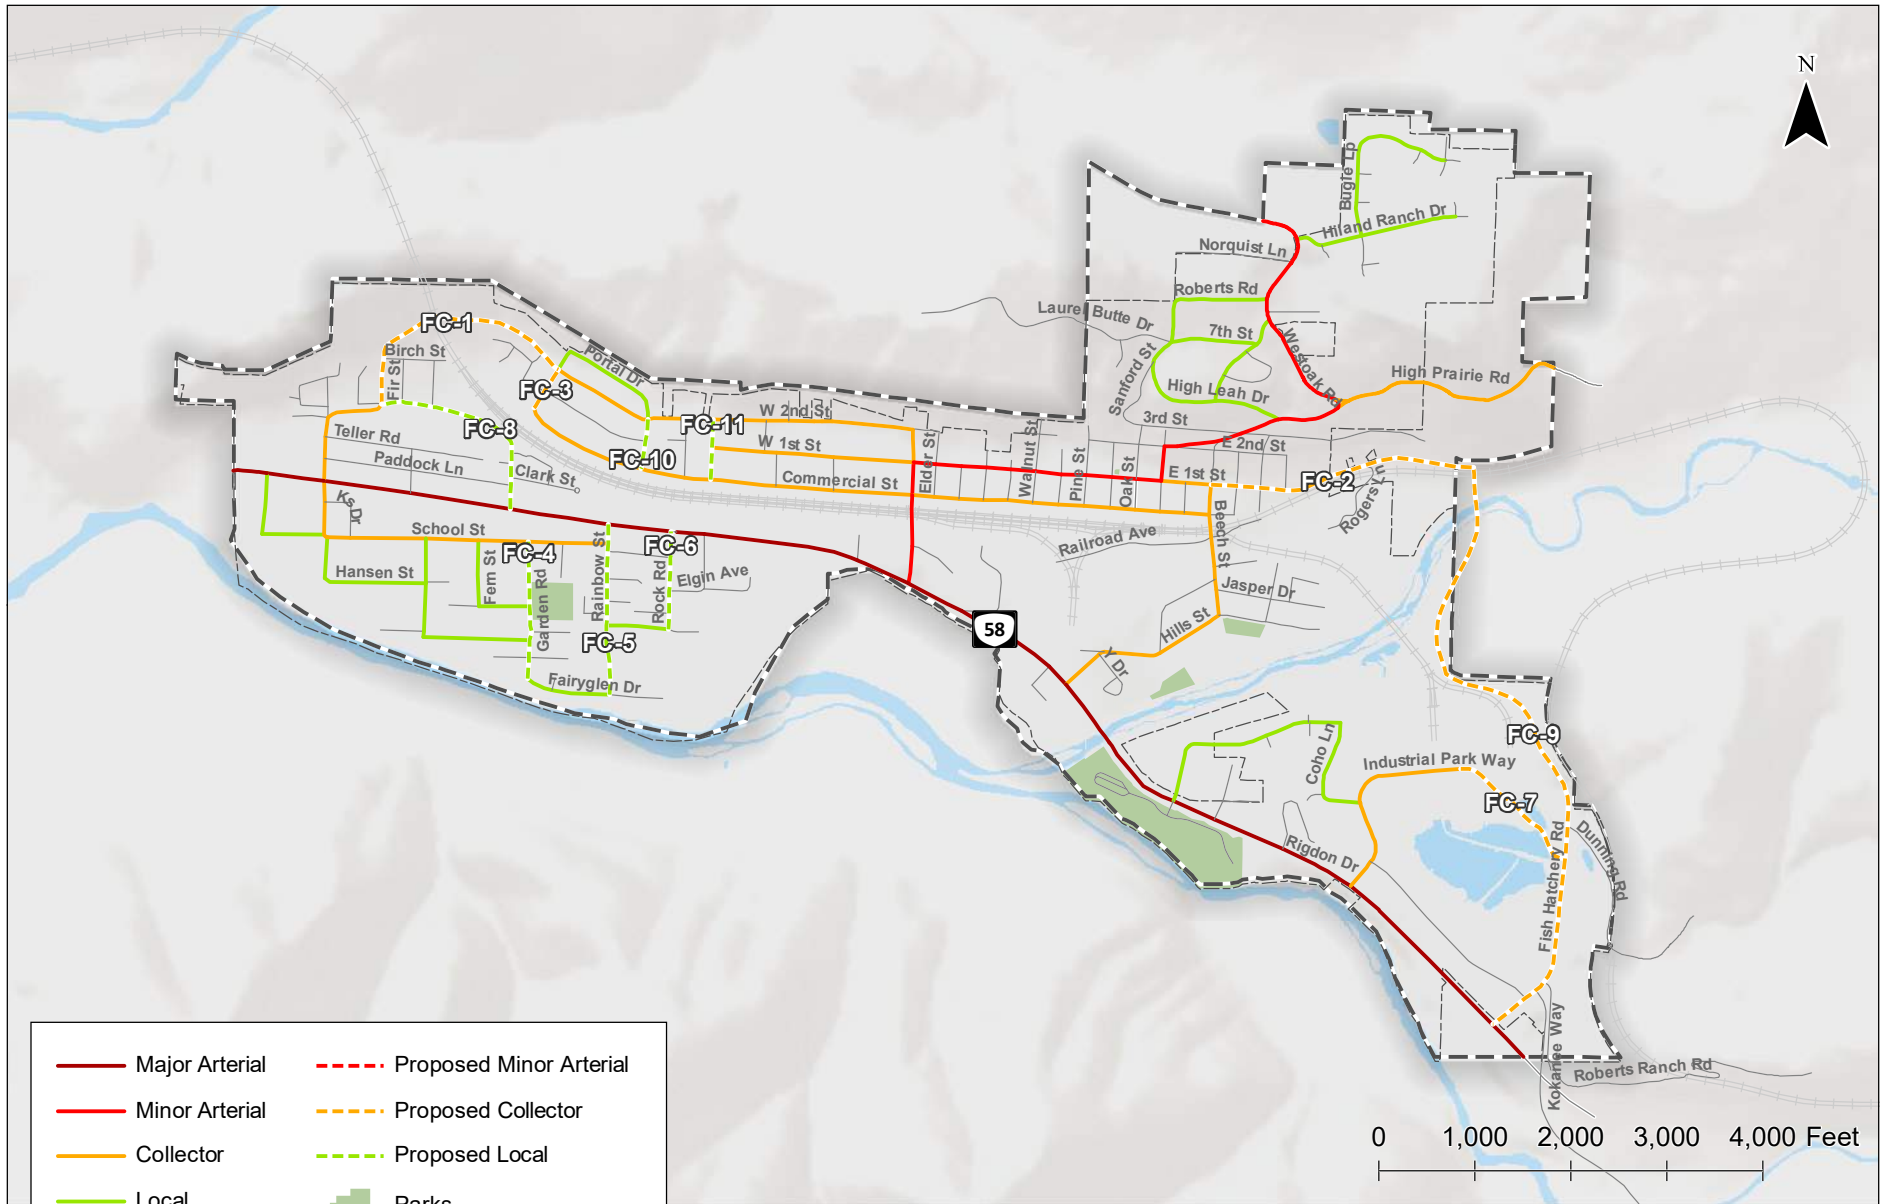 N
Bugle Lp
Hiland Ranch Dr
Norquist Ln
Roberts Rd
Laurel Butte Dr
7th St
Westoak Rd
Sanford St
High Prairie Rd
High Leah Dr
3rd St
E 2nd St
E 1st St
FC-1
Birch St
Fir St
Portal Dr
FC-3
W 2nd St
FC-11
FC-8
Teller Rd
W 1st St
FC-10
Paddock Ln
Clark St
Commercial St
Elder St
Walnut St
Pine St
Oak St
FC-2
Rogers Ln
Ks Dr
School St
Beech St
Railroad Ave
FC-4
FC-6
Hansen St
Fern St
Garden Rd
Rainbow St
Rock Rd
Elgin Ave
Jasper Dr
Hills St
58
FC-5
Y Dr
Fairyglen Dr
FC-9
Coho Ln
Industrial Park Way
FC-7
Rigdon Dr
Fish Hatchery Rd
Dunning Rd
Kokanee Way
Roberts Ranch Rd
Major Arterial
Proposed Minor Arterial
Minor Arterial
Proposed Collector
Collector
Proposed Local
Local
Parks
0 1,000 2,000 3,000 4,000 Feet